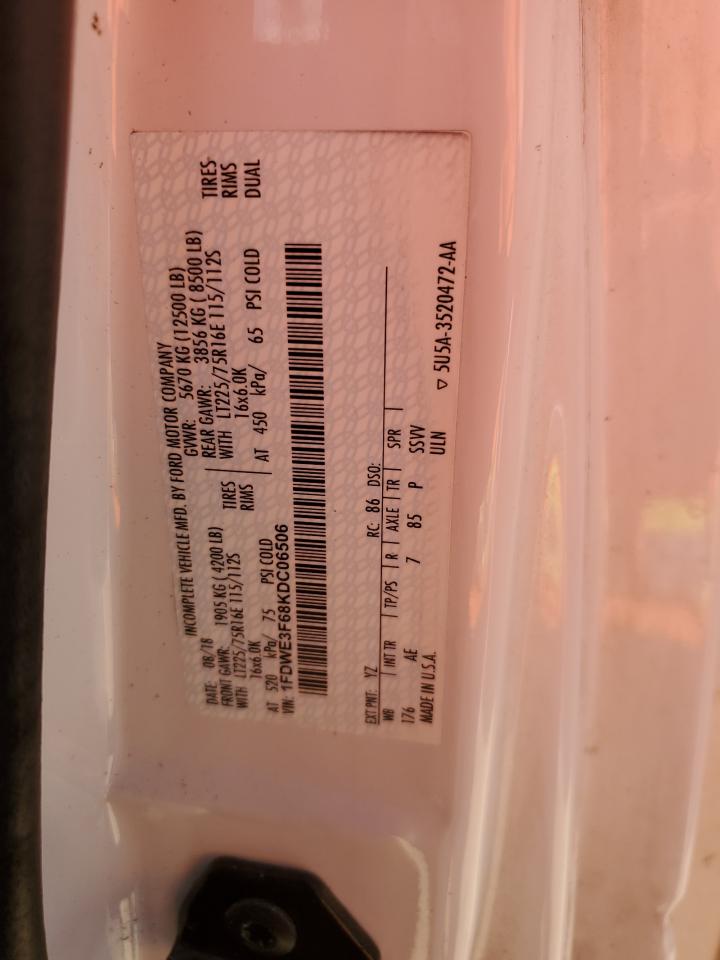 INCOMPLETE VEHICLE MFD. BY FORD MOTOR COMPANY
DATE: 08/18 GVWR: 5670 KG (12500 LB)
FRONT GAWR: 1905 KG (4200 LB) REAR GAWR: 3856 KG ( 8500 LB)
WITH LT225/75R16E 115/112S TIRES WITH LT225/75R16E 115/112S TIRES
16x6.0K RIMS 16x6.0K RIMS
AT 520 kPa/ 75 PSI COLD AT 450 kPa/ 65 PSI COLD DUAL
VIN: 1FDWE3F68KDC06506
EXT PNT: YZ RC: 86 DSO:
WB INT TR TP/PS R AXLE TR SPR
176 AE 7 85 P SSVV
MADE IN U.S.A. ULN
▽ 5U5A-3520472-AA